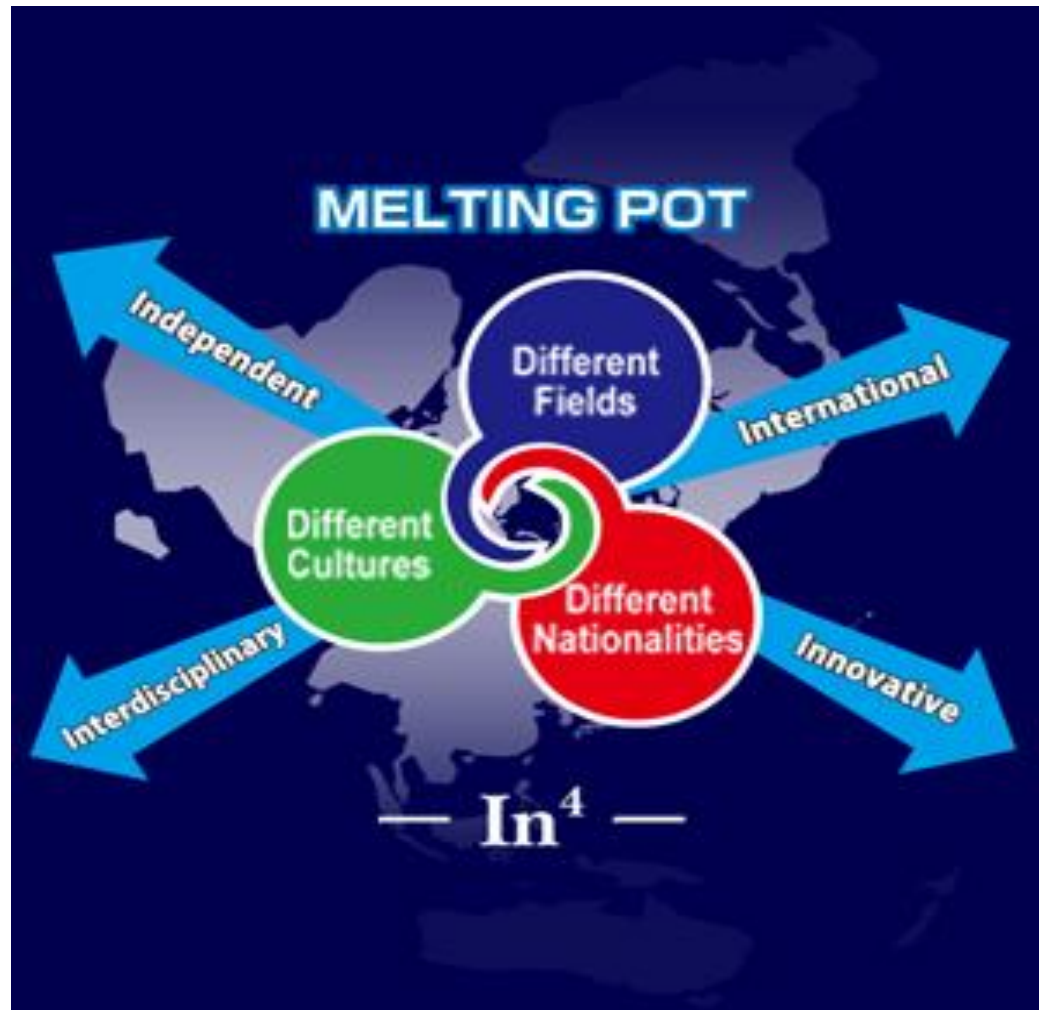 MELTING POT
Independent
Different
Fields
International
Different
Cultures
Different
Nationalities
Interdisciplinary
Innovative
— In⁴ —